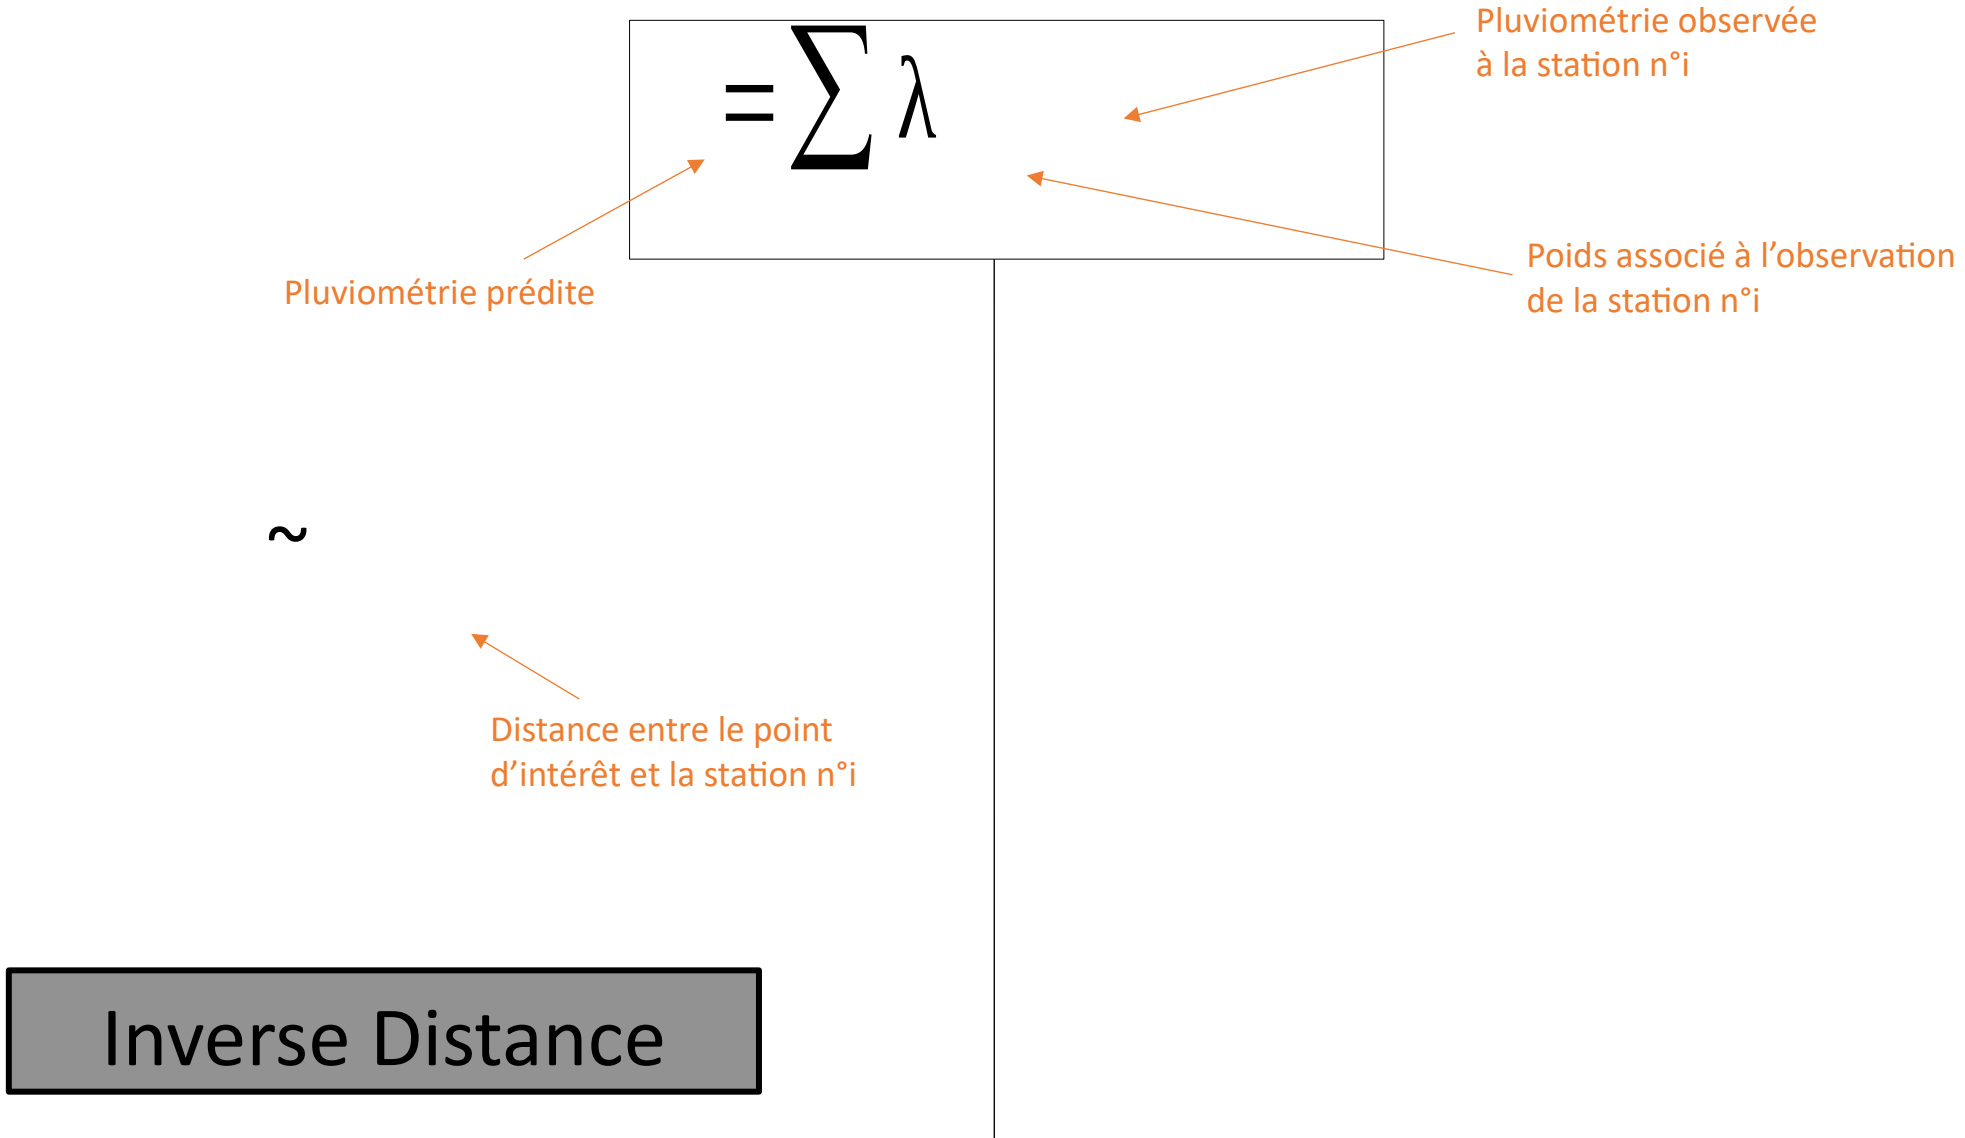 Pluviométrie observée
à la station n°i
=∑ λ
Pluviométrie prédite
Poids associé à l’observation
de la station n°i
~
Distance entre le point
d’intérêt et la station n°i
Inverse Distance